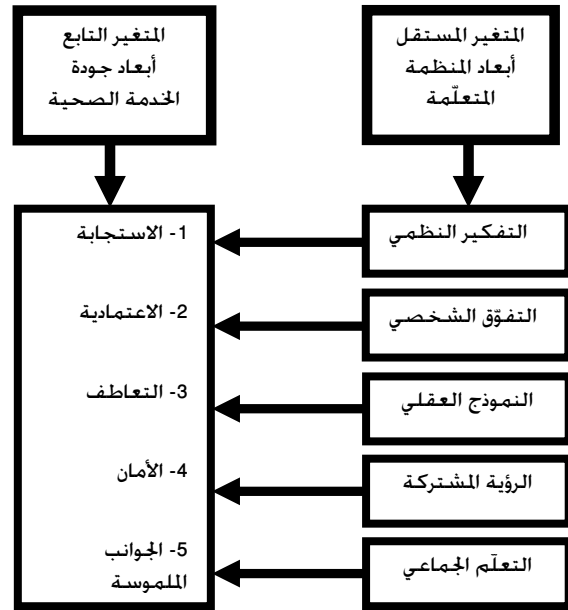 المتغير المستقل
أبعاد المنظمة
المتعلّمة
المتغير التابع
أبعاد جودة
الخدمة الصحية
التفكير النظمي
التفوّق الشخصي
النموذج العقلي
الرؤية المشتركة
التعلّم الجماعي
1- الاستجابة
2- الاعتمادية
3- التعاطف
4- الأمان
5- الجوانب
الملموسة